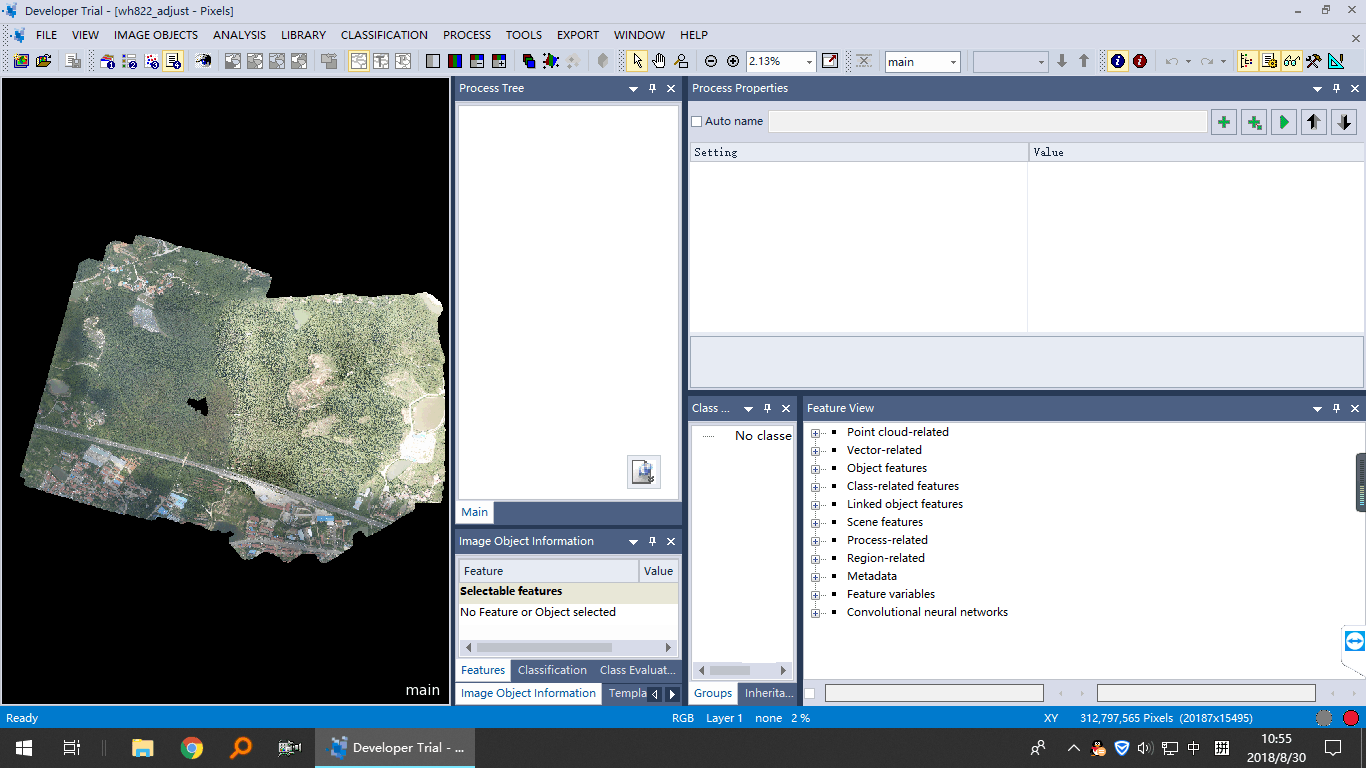 Developer Trial - [wh822_adjust - Pixels]
FILE VIEW IMAGE OBJECTS ANALYSIS LIBRARY CLASSIFICATION PROCESS TOOLS EXPORT WINDOW HELP
2.13% main
Process Tree
Main
Image Object Information
Feature Value
Selectable features
No Feature or Object selected
Features Classification Class Evaluat...
Image Object Information Templa
Process Properties
Auto name
Setting Value
Class ...
No classe
Groups Inherita...
Feature View
Point cloud-related
Vector-related
Object features
Class-related features
Linked object features
Scene features
Process-related
Region-related
Metadata
Feature variables
Convolutional neural networks
main
Ready RGB Layer 1 none 2 % XY 312,797,565 Pixels (20187x15495)
Developer Trial - ...
中 拼
10:55
2018/8/30